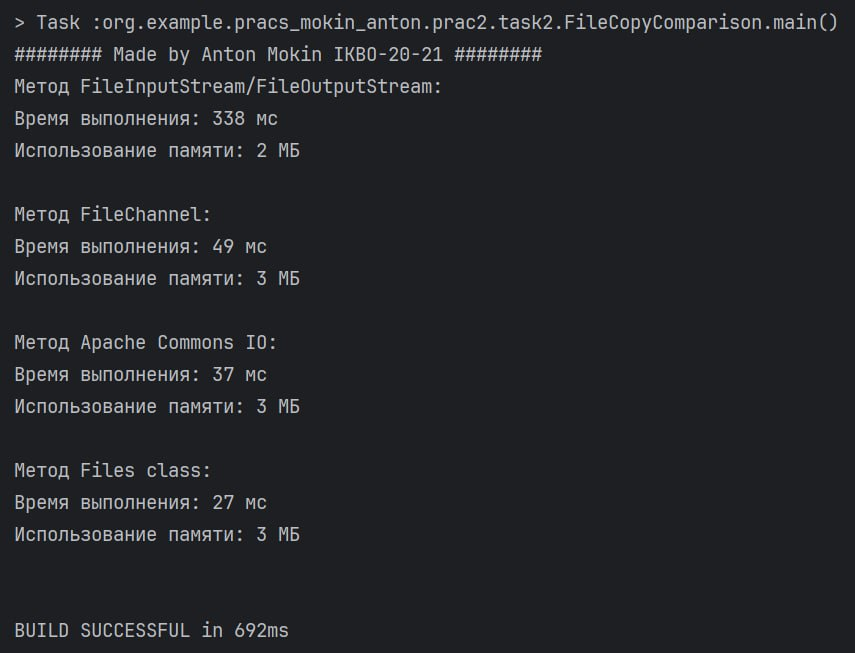 > Task :org.example.pracs_mokin_anton.prac2.task2.FileCopyComparison.main()
######## Made by Anton Mokin IKBO-20-21 ########
Метод FileInputStream/FileOutputStream:
Время выполнения: 338 мс
Использование памяти: 2 МБ
Метод FileChannel:
Время выполнения: 49 мс
Использование памяти: 3 МБ
Метод Apache Commons IO:
Время выполнения: 37 мс
Использование памяти: 3 МБ
Метод Files class:
Время выполнения: 27 мс
Использование памяти: 3 МБ
BUILD SUCCESSFUL in 692ms